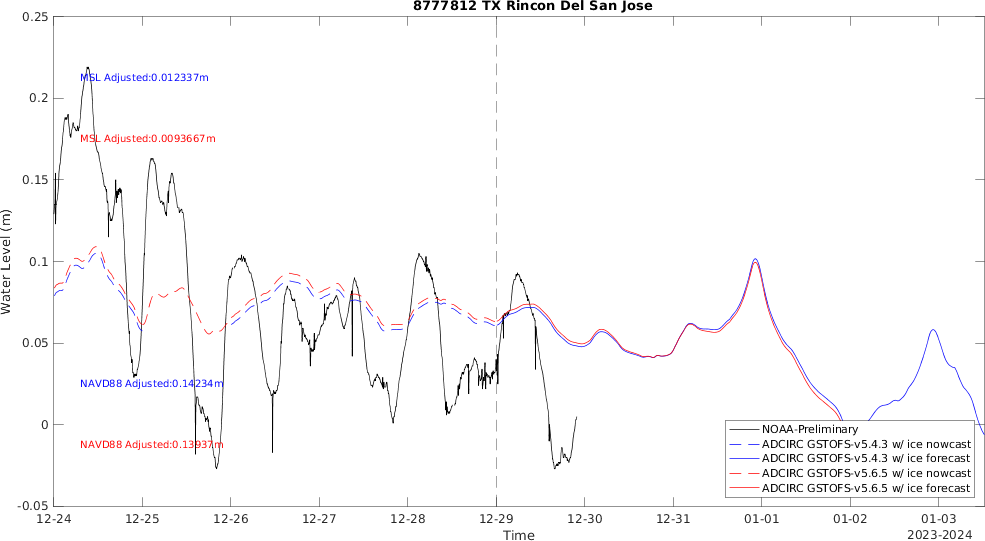 8777812 TX Rincon Del San Jose
0.25
0.2
0.15
0.1
0.05
0
-0.05
Water Level (m)
MSL Adjusted:0.012337m
MSL Adjusted:0.0093667m
NAVD88 Adjusted:0.14234m
NAVD88 Adjusted:0.13937m
NOAA-Preliminary
ADCIRC GSTOFS-v5.4.3 w/ ice nowcast
ADCIRC GSTOFS-v5.4.3 w/ ice forecast
ADCIRC GSTOFS-v5.6.5 w/ ice nowcast
ADCIRC GSTOFS-v5.6.5 w/ ice forecast
12-24 12-25 12-26 12-27 12-28 12-29 12-30 12-31 01-01 01-02 01-03
Time 2023-2024